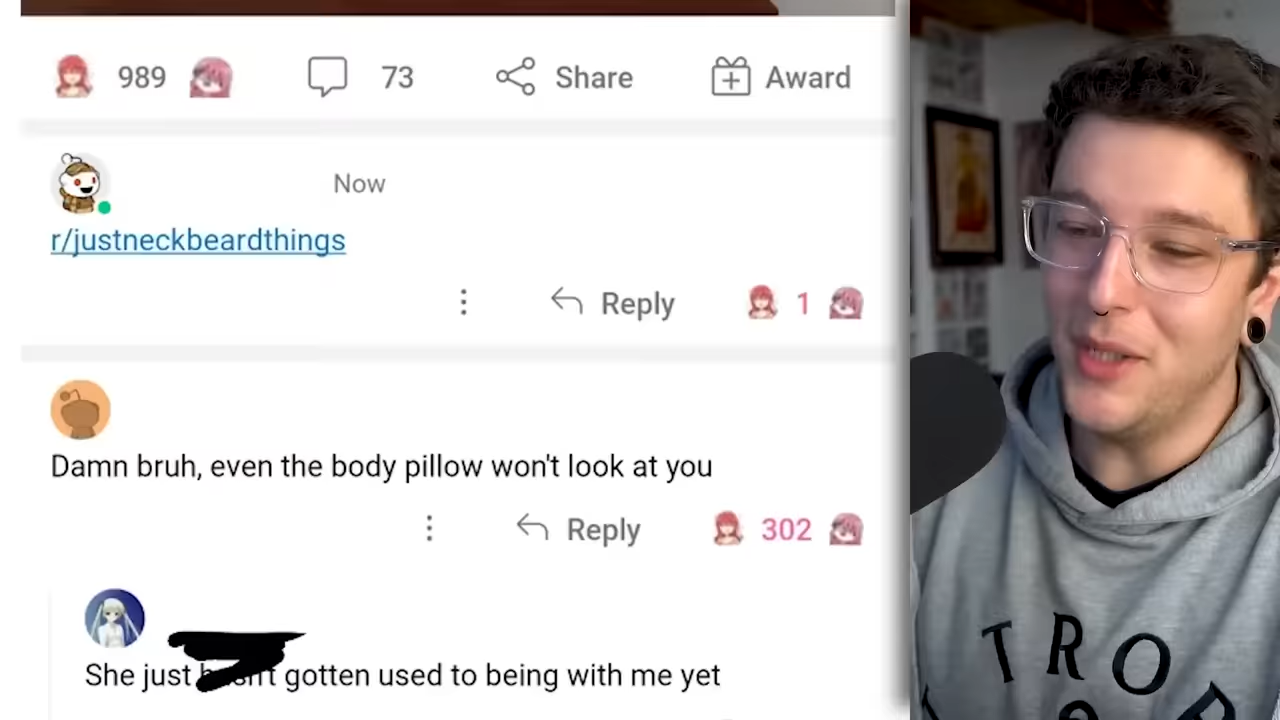 989 73 Share Award
Now
r/justneckbeardthings
Reply 1
Damn bruh, even the body pillow won't look at you
Reply 302
She just gotten used to being with me yet
TROP